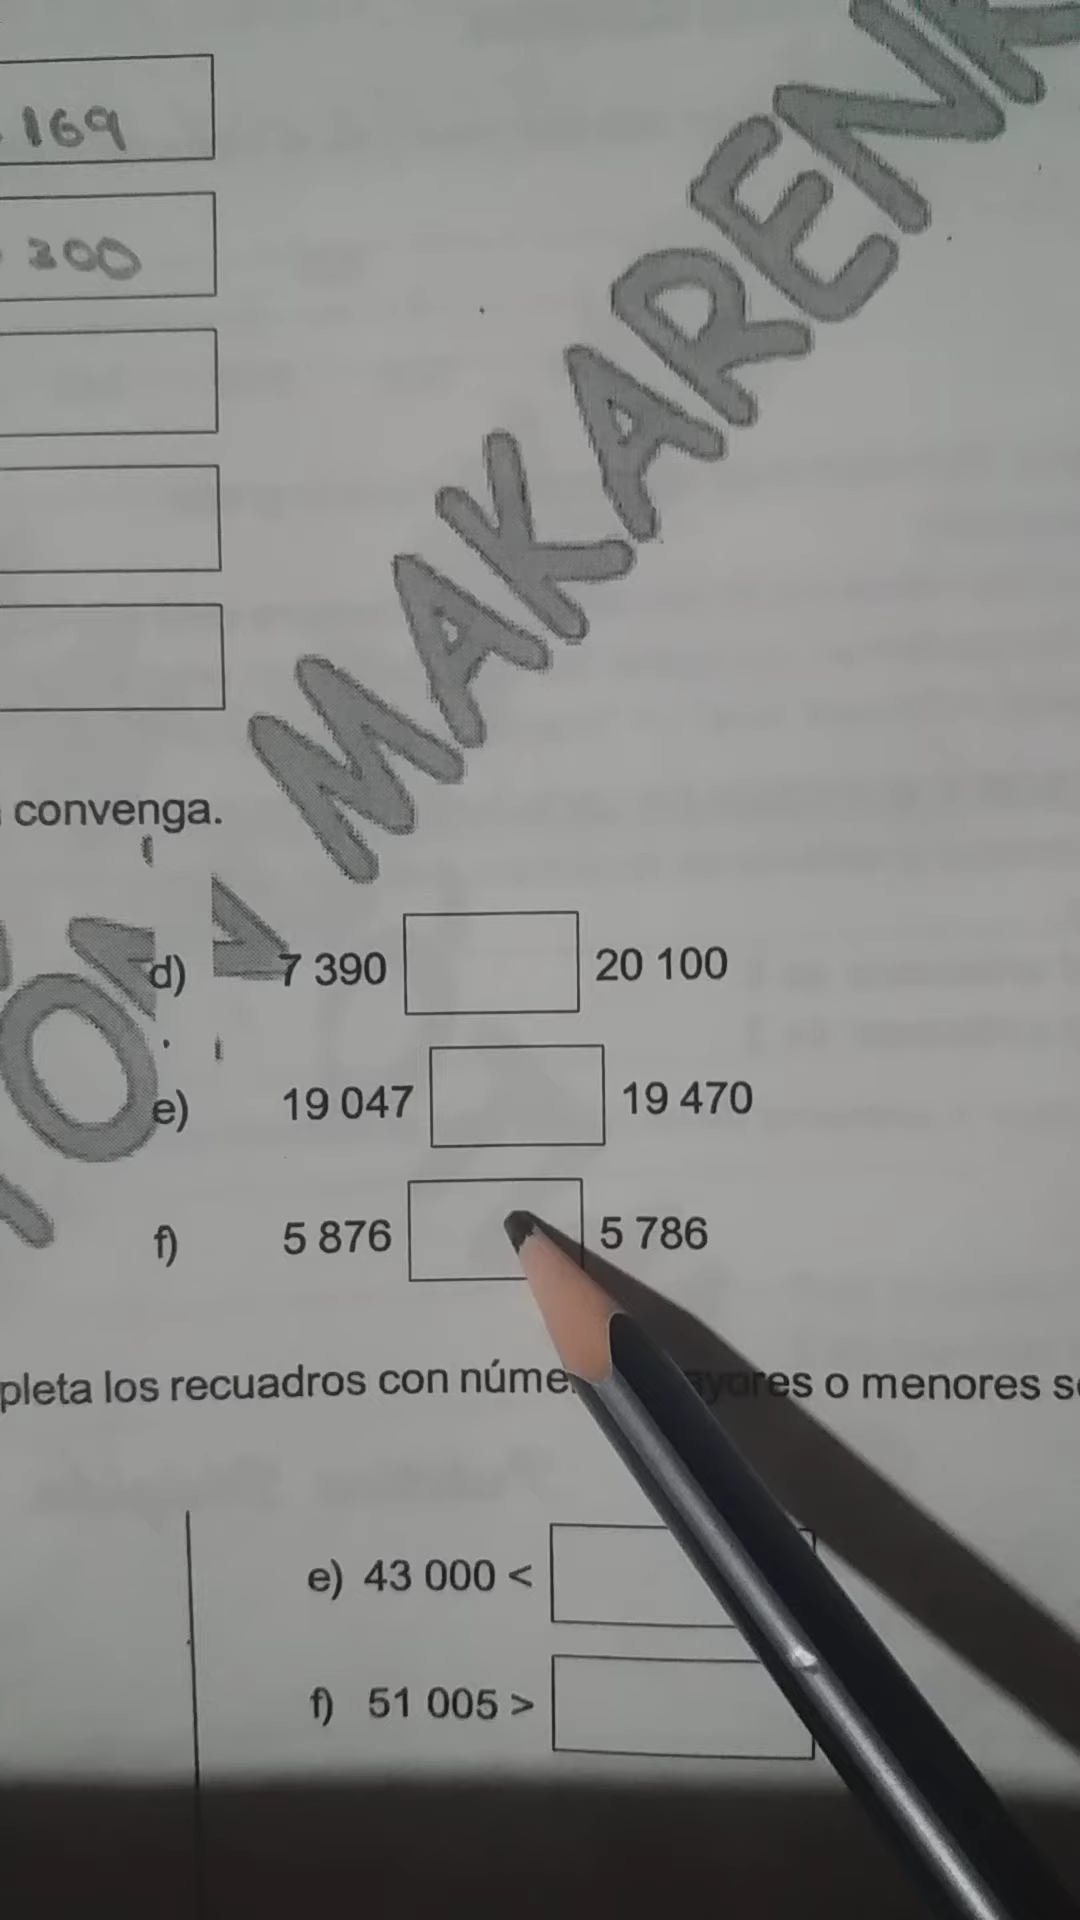 169
200
convenga.
MAKAREN
d) 7 390 20 100
e) 19 047 19 470
f) 5 876 5 786
pleta los recuadros con núme yores o menores s
e) 43 000 <
f) 51 005 >